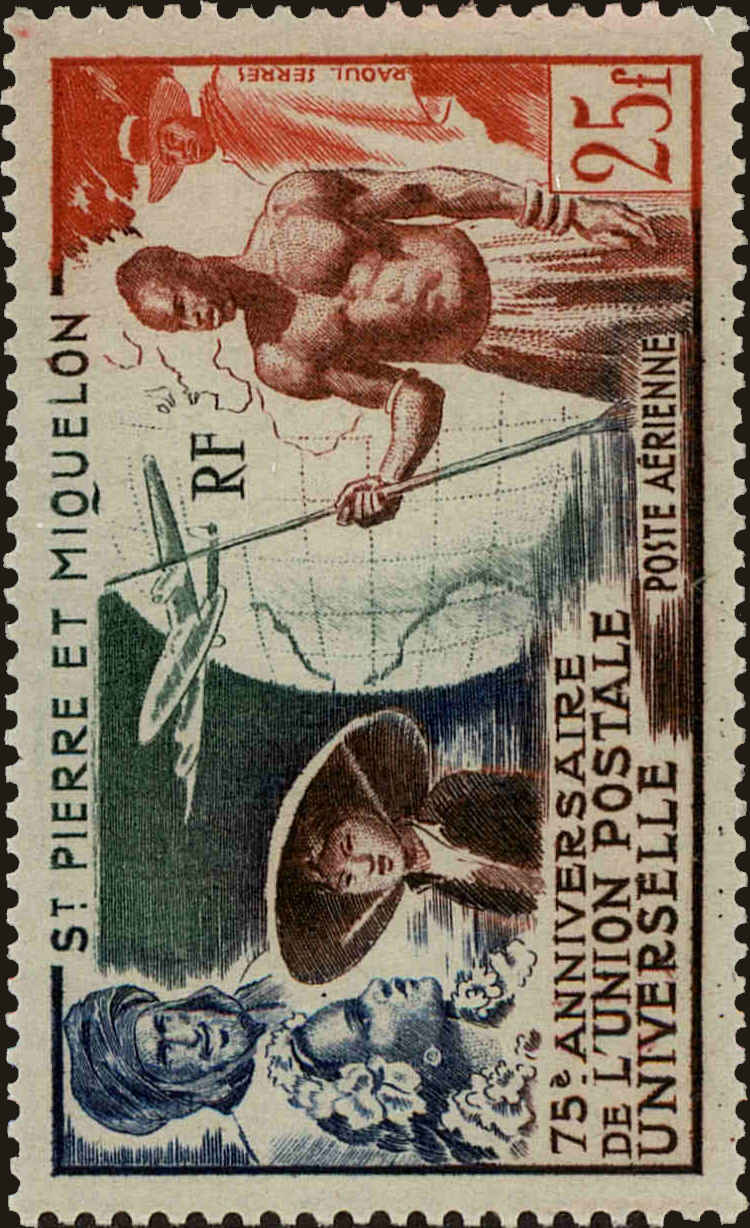 ST PIERRE ET MIQUELON
RF
25f
RAOUL SERRES
POSTE AÉRIENNE
75e ANNIVERSAIRE
DE L'UNION POSTALE
UNIVERSELLE